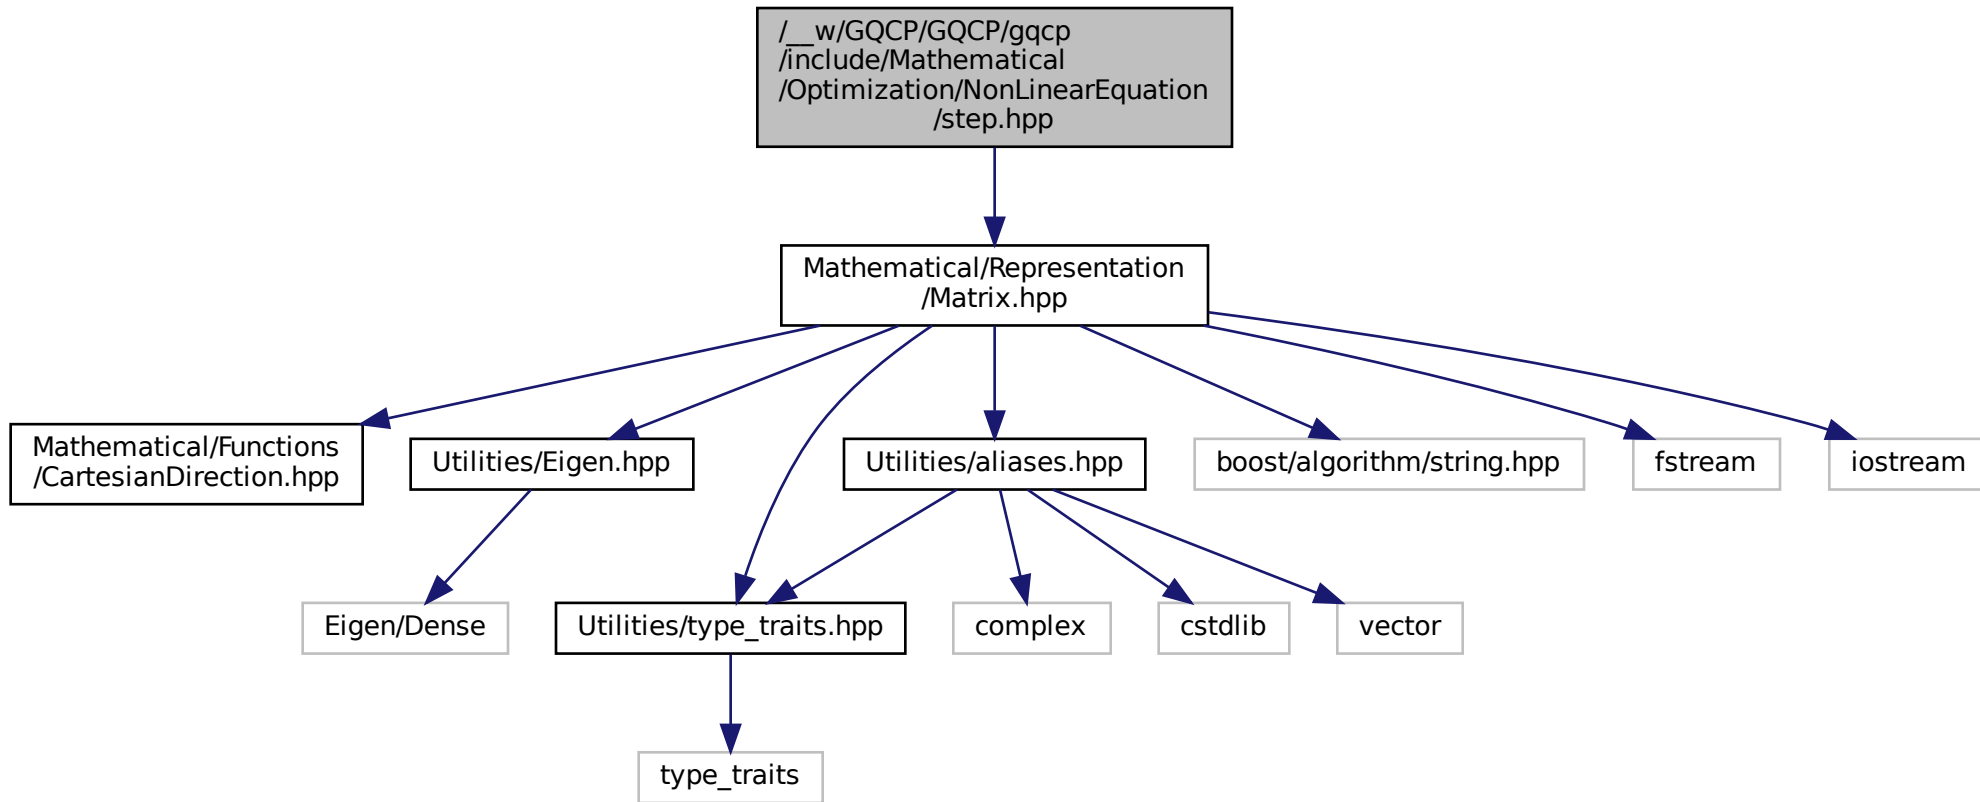 /__w/GQCP/GQCP/gqcp
/include/Mathematical
/Optimization/NonLinearEquation
/step.hpp
Mathematical/Representation
/Matrix.hpp
Mathematical/Functions
/CartesianDirection.hpp
Utilities/Eigen.hpp
Utilities/aliases.hpp
boost/algorithm/string.hpp
fstream
iostream
Eigen/Dense
Utilities/type_traits.hpp
complex
cstdlib
vector
type_traits